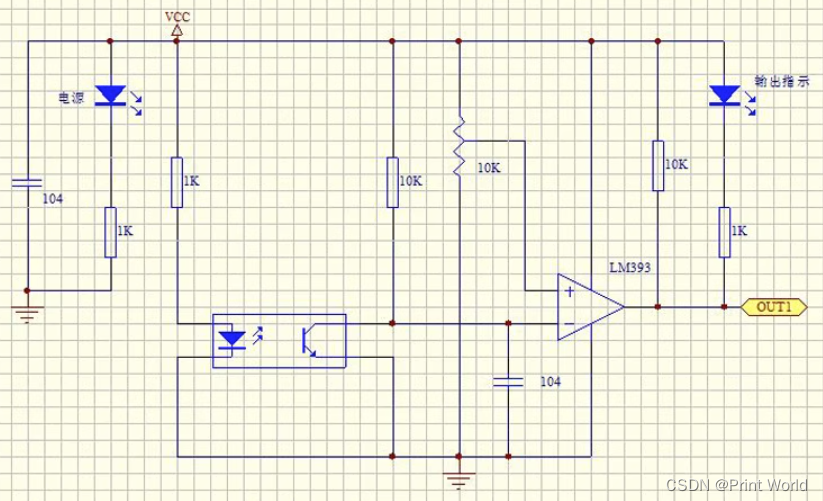 VCC
电源
输出指示
104
1K
1K
10K
10K
10K
1K
LM393
+
−
OUT1
104
CSDN @Print World